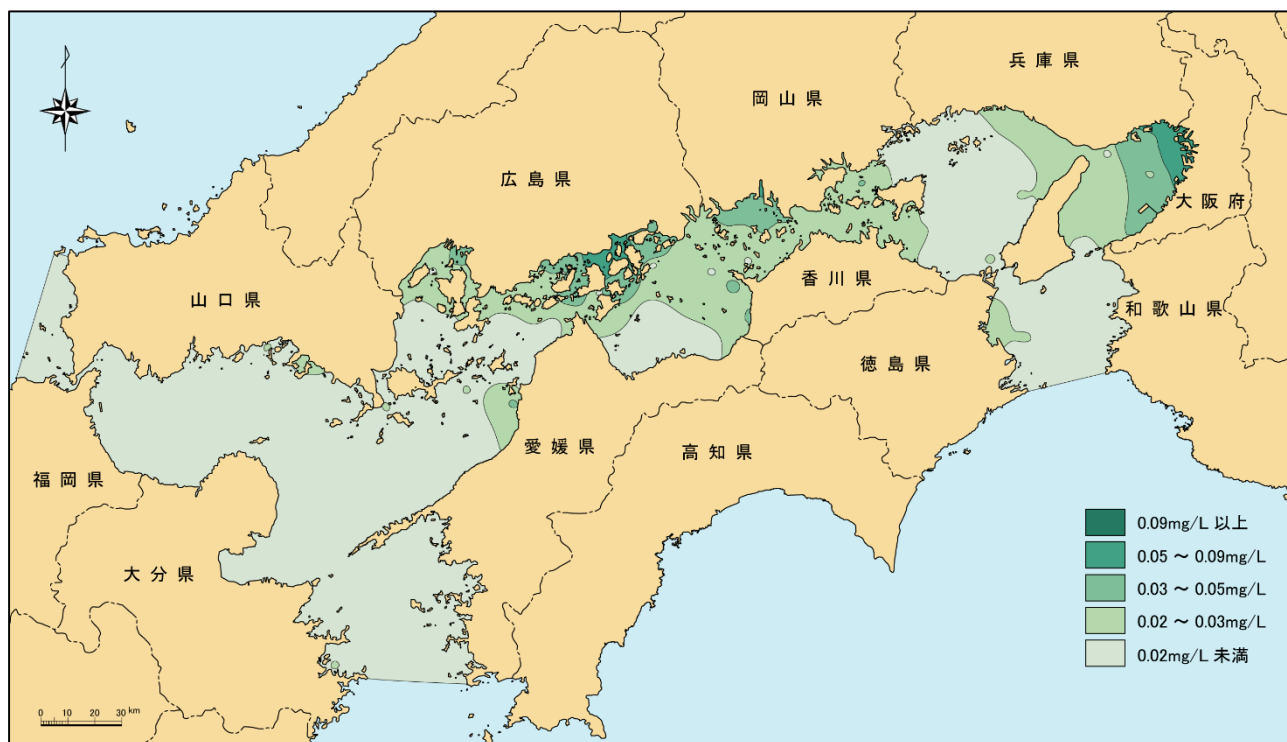 兵庫県
岡山県
広島県
大阪府
香川県
山口県
和歌山県
徳島県
愛媛県
高知県
福岡県
大分県
0.09mg/L 以上
0.05 ～ 0.09mg/L
0.03 ～ 0.05mg/L
0.02 ～ 0.03mg/L
0.02mg/L 未満
0 10 20 30 km